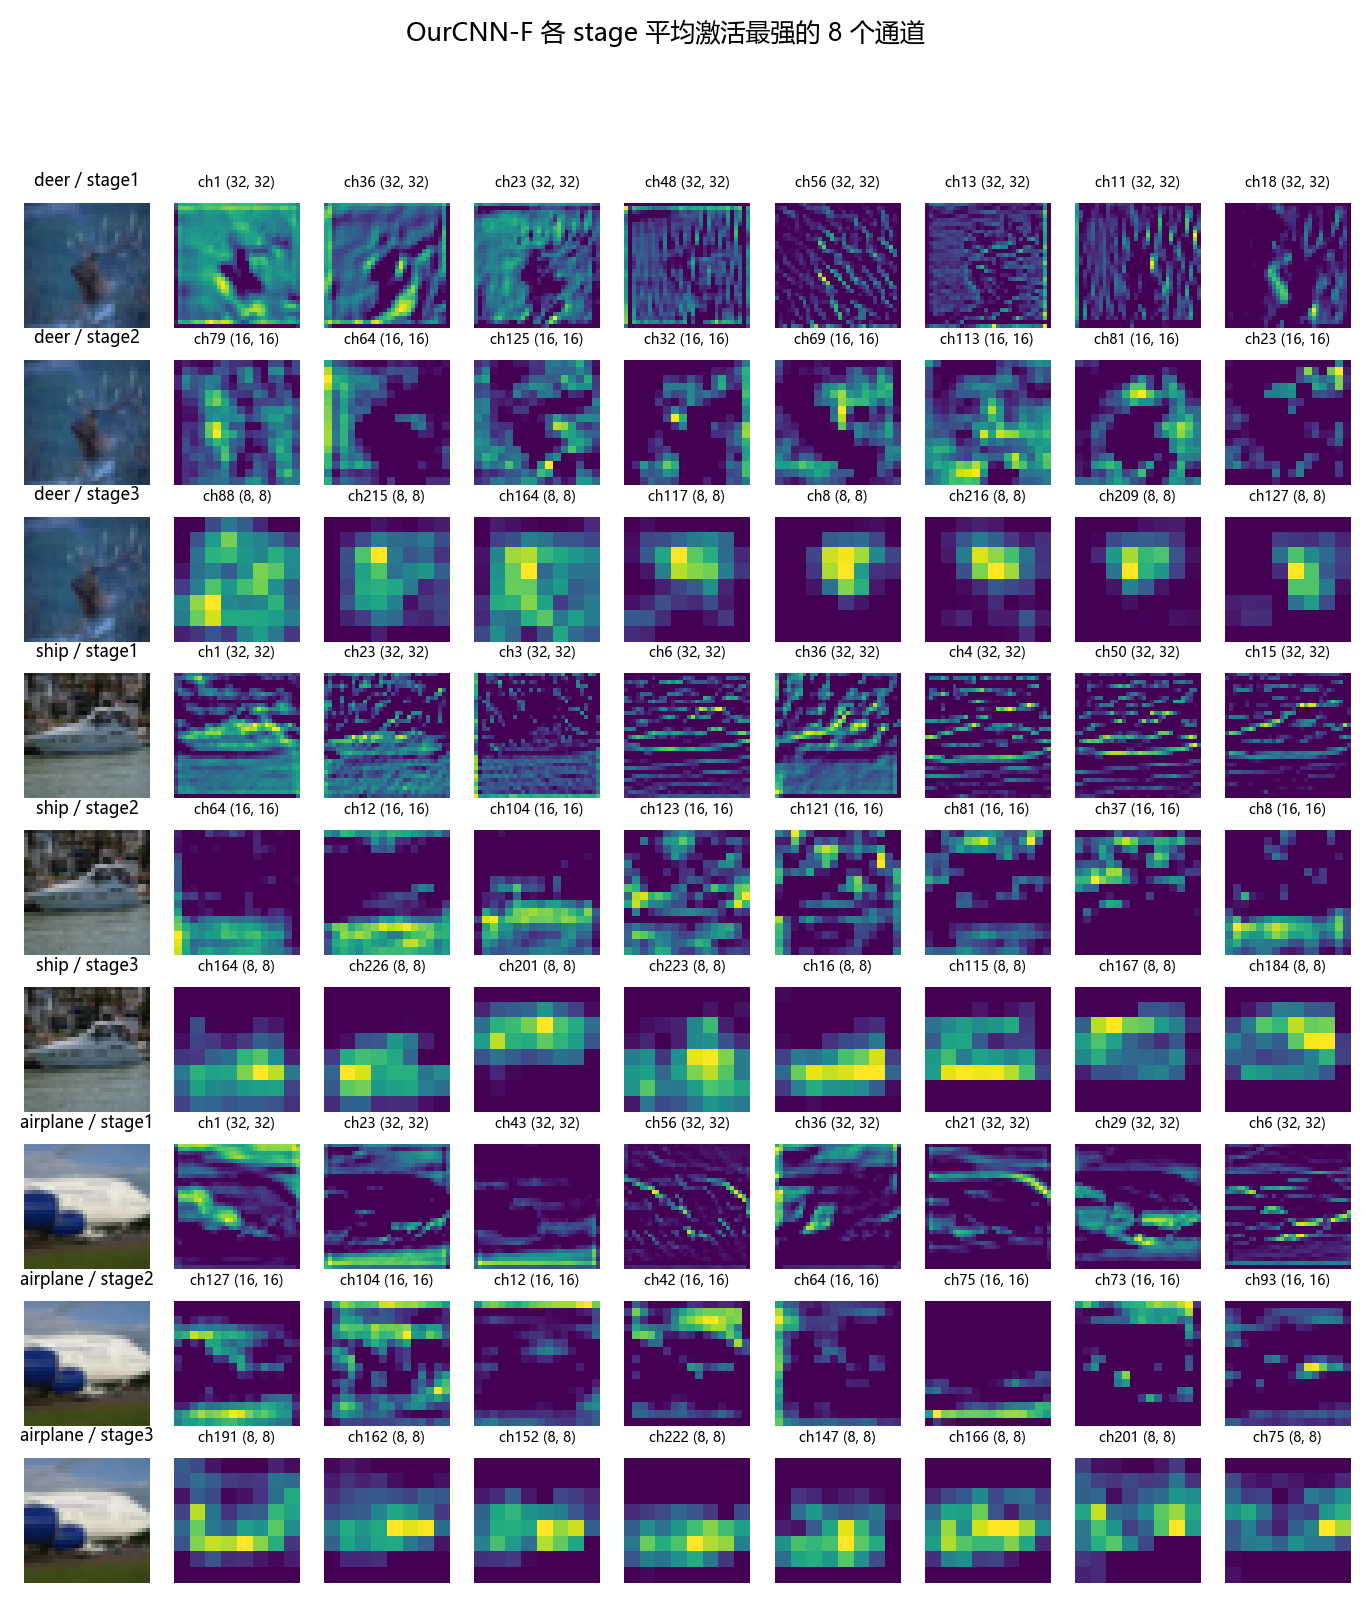 OurCNN-F 各 stage 平均激活最强的 8 个通道
deer / stage1 ch1 (32, 32) ch36 (32, 32) ch23 (32, 32) ch48 (32, 32) ch56 (32, 32) ch13 (32, 32) ch11 (32, 32) ch18 (32, 32)
deer / stage2 ch79 (16, 16) ch64 (16, 16) ch125 (16, 16) ch32 (16, 16) ch69 (16, 16) ch113 (16, 16) ch81 (16, 16) ch23 (16, 16)
deer / stage3 ch88 (8, 8) ch215 (8, 8) ch164 (8, 8) ch117 (8, 8) ch8 (8, 8) ch216 (8, 8) ch209 (8, 8) ch127 (8, 8)
ship / stage1 ch1 (32, 32) ch23 (32, 32) ch3 (32, 32) ch6 (32, 32) ch36 (32, 32) ch4 (32, 32) ch50 (32, 32) ch15 (32, 32)
ship / stage2 ch64 (16, 16) ch12 (16, 16) ch104 (16, 16) ch123 (16, 16) ch121 (16, 16) ch81 (16, 16) ch37 (16, 16) ch8 (16, 16)
ship / stage3 ch164 (8, 8) ch226 (8, 8) ch201 (8, 8) ch223 (8, 8) ch16 (8, 8) ch115 (8, 8) ch167 (8, 8) ch184 (8, 8)
airplane / stage1 ch1 (32, 32) ch23 (32, 32) ch43 (32, 32) ch56 (32, 32) ch36 (32, 32) ch21 (32, 32) ch29 (32, 32) ch6 (32, 32)
airplane / stage2 ch127 (16, 16) ch104 (16, 16) ch12 (16, 16) ch42 (16, 16) ch64 (16, 16) ch75 (16, 16) ch73 (16, 16) ch93 (16, 16)
airplane / stage3 ch191 (8, 8) ch162 (8, 8) ch152 (8, 8) ch222 (8, 8) ch147 (8, 8) ch166 (8, 8) ch201 (8, 8) ch75 (8, 8)